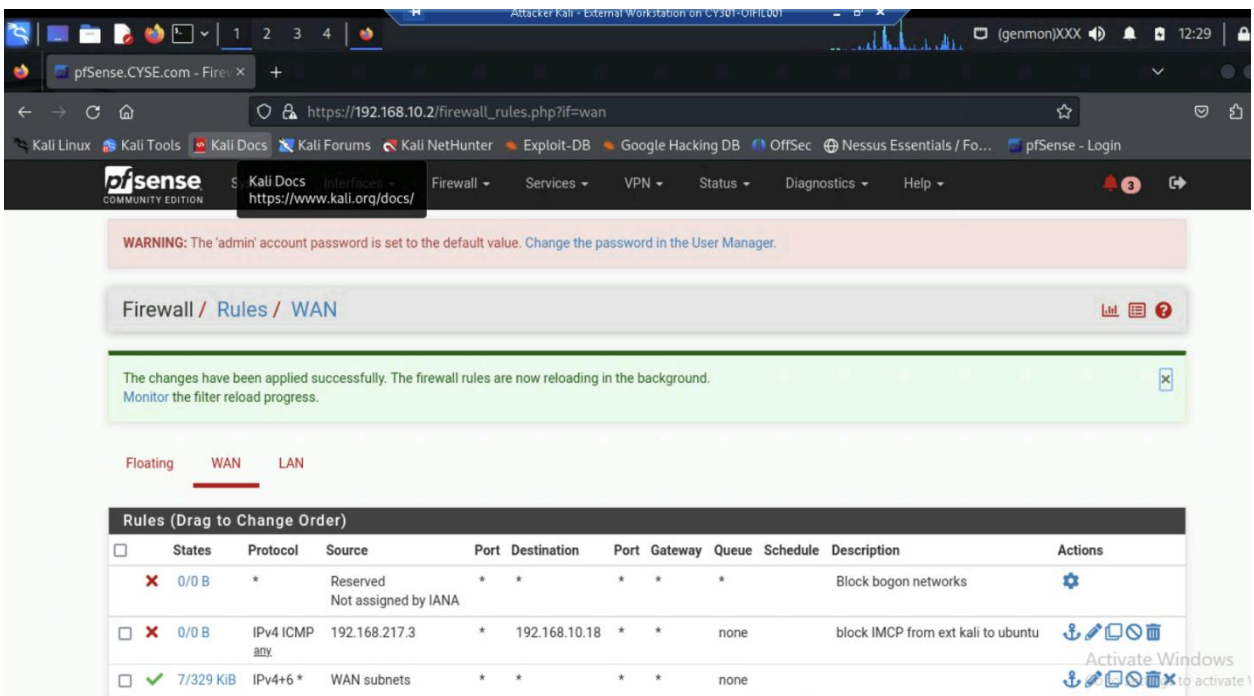 Attacker Kali - External Workstation on CY301-OIFIL001
1 2 3 4 (genmon)XXX 12:29
pfSense.CYSE.com - Firev
https://192.168.10.2/firewall_rules.php?if=wan
Kali Linux Kali Tools Kali Docs Kali Forums Kali NetHunter Exploit-DB Google Hacking DB OffSec Nessus Essentials / Fo... pfSense - Login
pfsense Interfaces Firewall Services VPN Status Diagnostics Help 3
COMMUNITY EDITION
Kali Docs
https://www.kali.org/docs/
WARNING: The 'admin' account password is set to the default value. Change the password in the User Manager.
Firewall / Rules / WAN
The changes have been applied successfully. The firewall rules are now reloading in the background.
Monitor the filter reload progress.
Floating WAN LAN
Rules (Drag to Change Order)
States Protocol Source Port Destination Port Gateway Queue Schedule Description Actions
0/0 B * Reserved * * * * * Block bogon networks
Not assigned by IANA
0/0 B IPv4 ICMP 192.168.217.3 * 192.168.10.18 * * none block IMCP from ext kali to ubuntu
any
Activate Windows
7/329 KiB IPv4+6 * WAN subnets * * * * none
to activate